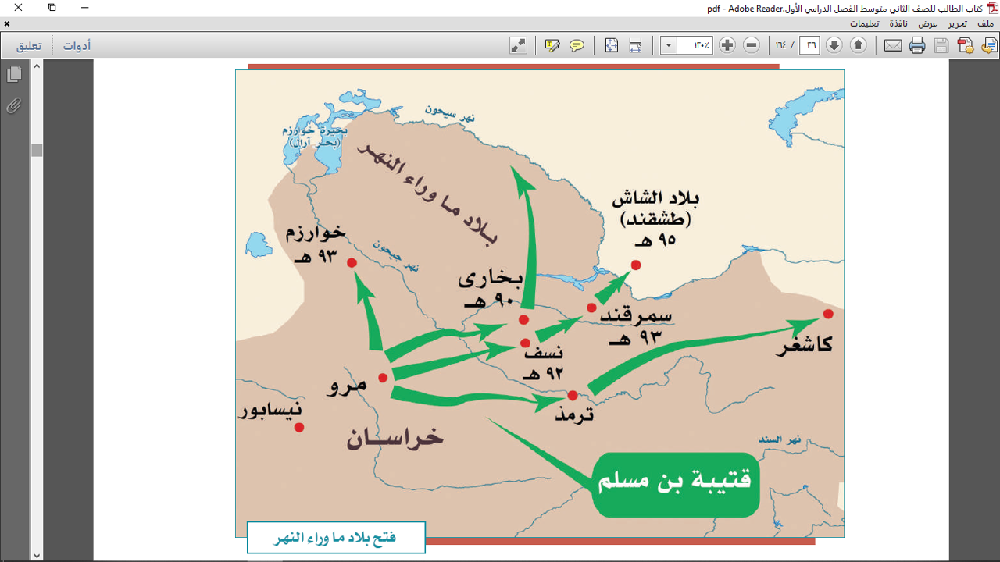 كتاب الطالب للصف الثاني متوسط الفصل الدراسي الأول.pdf - Adobe Reader
ملف تحرير عرض نافذة تعليمات
٢٦ / ١٦٤
١٢٠٪
أدوات
تعليق
نهر سيحون
بحيرة خوارزم
(بحر آرال)
بلاد ما وراء النهر
بلاد الشاش
(طشقند)
٩٥ هـ
خوارزم
٩٣ هـ
نهر جيحون
بخارى
٩٠ هـ
سمرقند
٩٣ هـ
كاشغر
نسف
٩٢ هـ
مرو
ترمذ
نيسابور
خراسان
نهر السند
قتيبة بن مسلم
فتح بلاد ما وراء النهر